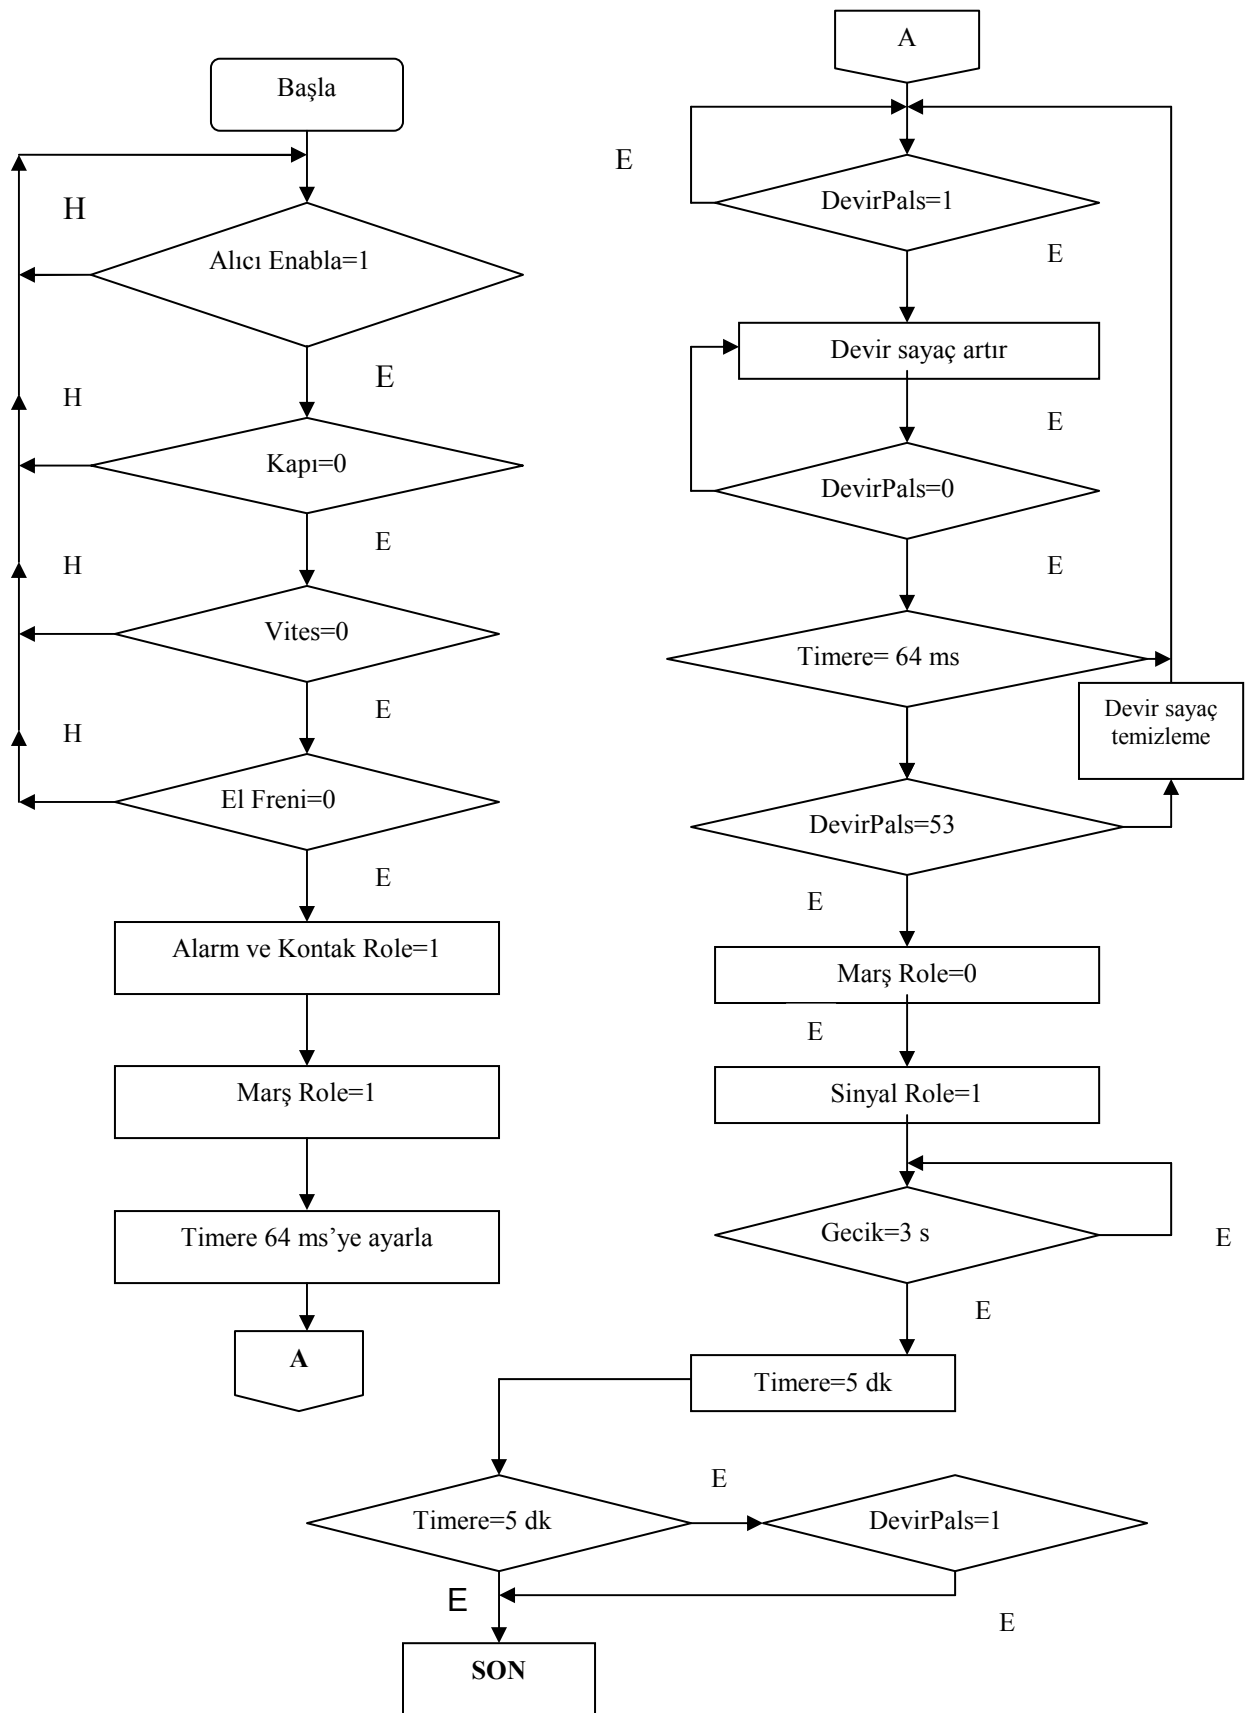 Başla
H
Alıcı Enabla=1
E
H
Kapı=0
E
H
Vites=0
E
H
El Freni=0
E
Alarm ve Kontak Role=1
Marş Role=1
Timere 64 ms’ye ayarla
A
A
E
DevirPals=1
E
Devir sayaç artır
E
DevirPals=0
E
Timere= 64 ms
Devir sayaç
temizleme
DevirPals=53
E
Marş Role=0
E
Sinyal Role=1
Gecik=3 s
E
E
Timere=5 dk
E
Timere=5 dk
DevirPals=1
E
E
SON